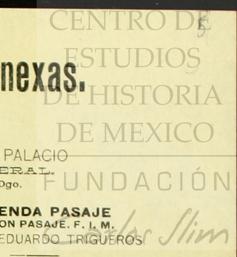 CENTRO DE
ESTUDIOS
nexas.
DE HISTORIA
DE MEXICO
PALACIO
ERAL.
Dgo.
FUNDACIÓN
ENDA PASAJE
ON PASAJE. F. I. M.
EDUARDO TRIGUEROS
Carlos Slim